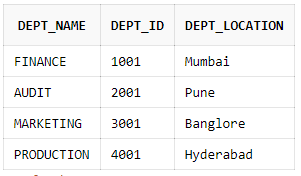 DEPT_NAME DEPT_ID DEPT_LOCATION
FINANCE 1001 Mumbai
AUDIT 2001 Pune
MARKETING 3001 Banglore
PRODUCTION 4001 Hyderabad